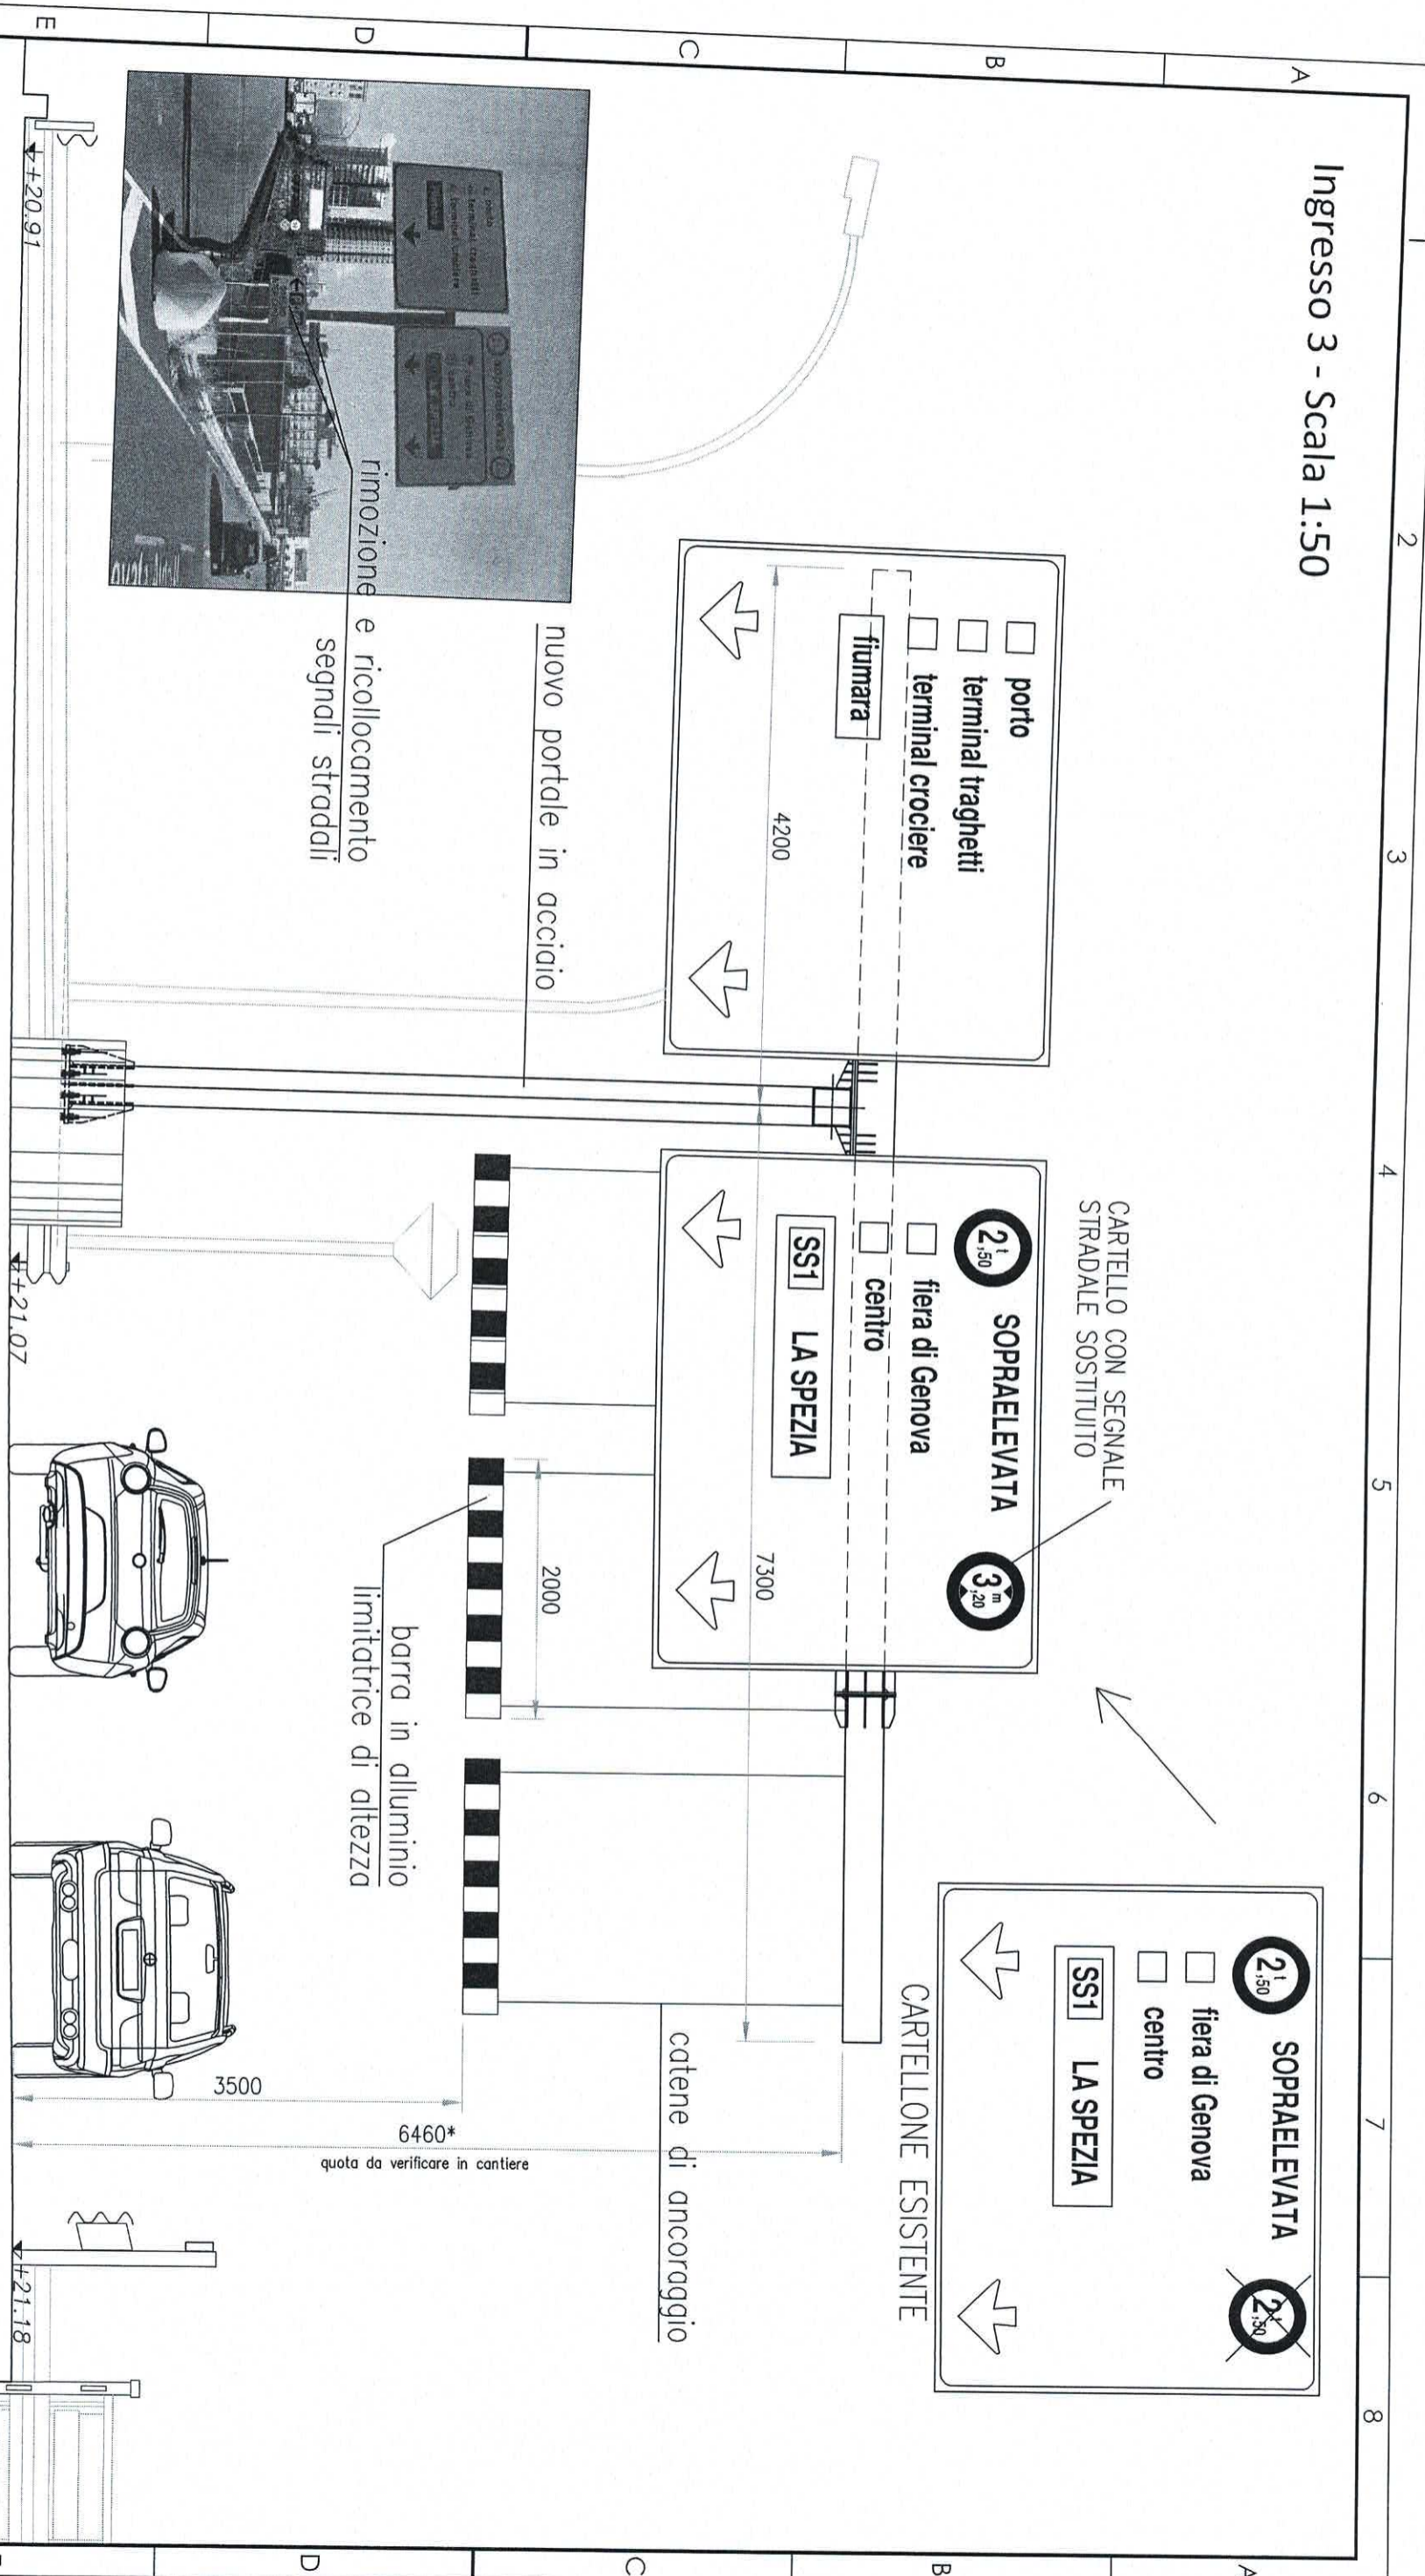 Ingresso 3 - Scala 1:50
1
2
3
4
5
6
7
8
A
B
C
D
E
A
B
C
D
porto
terminal traghetti
terminal crociere
fiumara
4200
CARTELLO CON SEGNALE
STRADALE SOSTITUITO
2,50 t
SOPRAELEVATA
3,20 m
fiera di Genova
centro
SS1 LA SPEZIA
7300
2,50 t
SOPRAELEVATA
2,50 t
fiera di Genova
centro
SS1 LA SPEZIA
CARTELLONE ESISTENTE
nuovo portale in acciaio
rimozione e ricollocamento
segnali stradali
2000
barra in alluminio
limitatrice di altezza
catene di ancoraggio
3500
6460*
quota da verificare in cantiere
+20.91
+21.07
+21.18